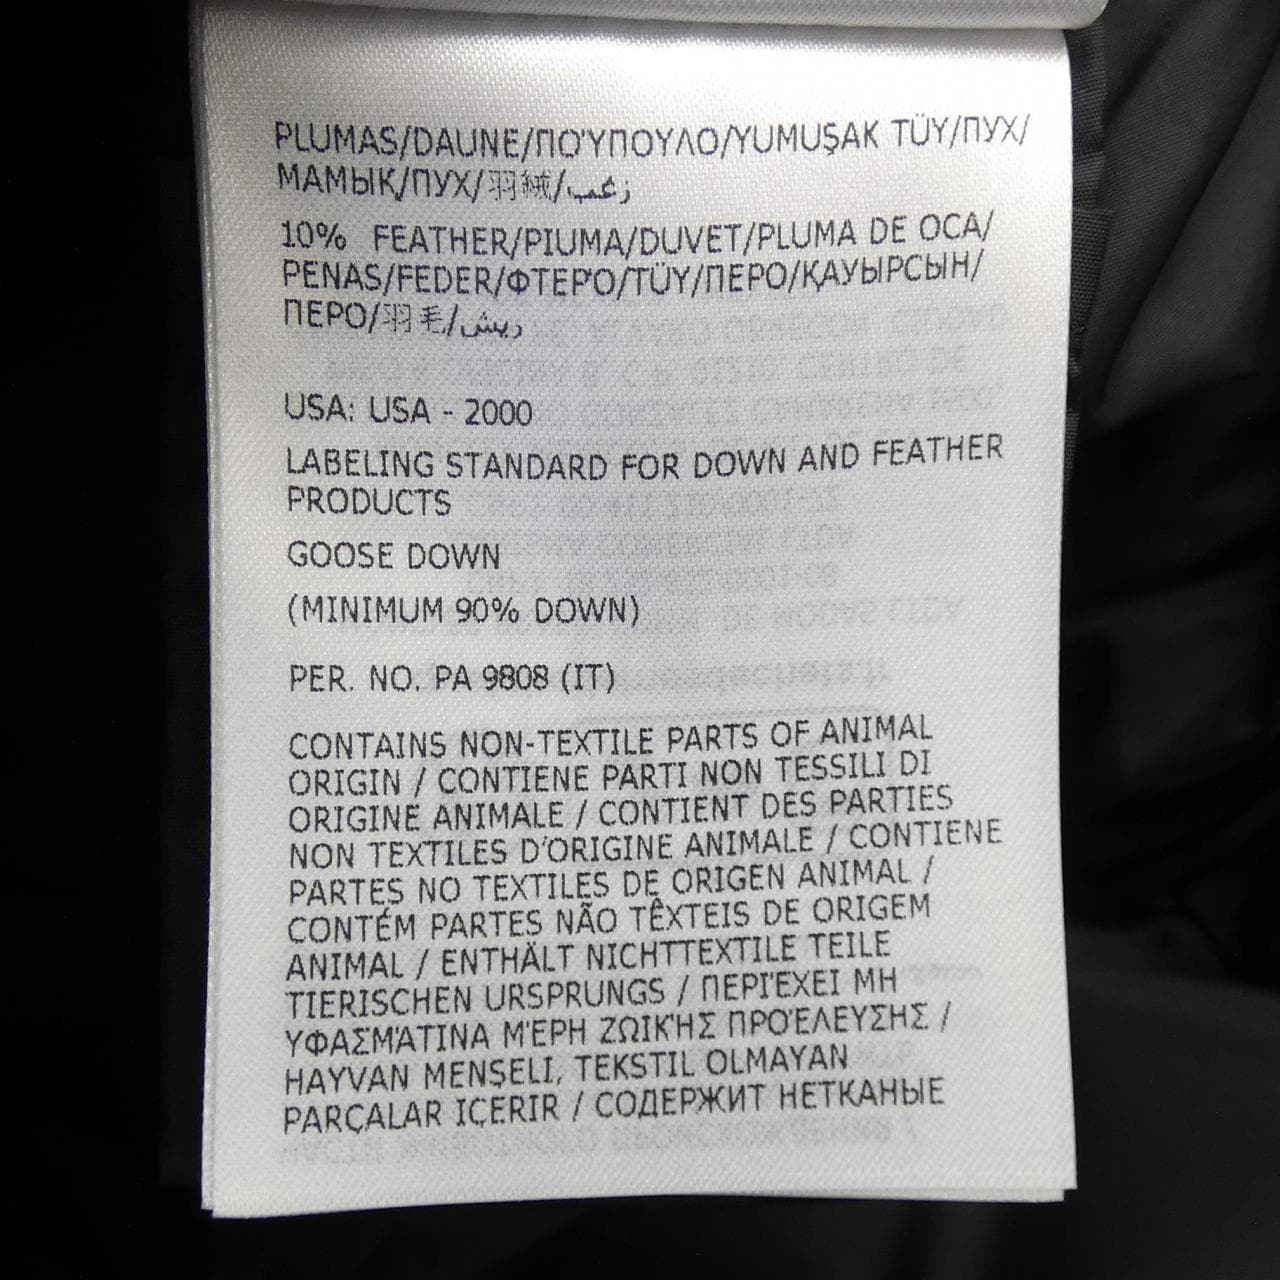 PLUMAS/DAUNE/ΠΟΎΠΟΥΛΟ/YUMUŞAK TÜY/ПУХ/
МАМЫҚ/ПУХ/羽絨/زغب
10% FEATHER/PIUMA/DUVET/PLUMA DE OCA/
PENAS/FEDER/ΦΤΕΡΌ/TÜY/ПЕРО/ҚАУЫРСЫН/
ПЕРО/羽毛/ريش
USA: USA - 2000
LABELING STANDARD FOR DOWN AND FEATHER
PRODUCTS
GOOSE DOWN
(MINIMUM 90% DOWN)
PER. NO. PA 9808 (IT)
CONTAINS NON-TEXTILE PARTS OF ANIMAL
ORIGIN / CONTIENE PARTI NON TESSILI DI
ORIGINE ANIMALE / CONTIENT DES PARTIES
NON TEXTILES D'ORIGINE ANIMALE / CONTIENE
PARTES NO TEXTILES DE ORIGEN ANIMAL /
CONTÉM PARTES NÃO TÊXTEIS DE ORIGEM
ANIMAL / ENTHÄLT NICHTTEXTILE TEILE
TIERISCHEN URSPRUNGS / ΠΕΡΙΈΧΕΙ ΜΗ
ΥΦΑΣΜΆΤΙΝΑ ΜΈΡΗ ΖΩΙΚΉΣ ΠΡΟΈΛΕΥΣΗΣ /
HAYVAN MENŞELI, TEKSTIL OLMAYAN
PARÇALAR IÇERIR / СОДЕРЖИТ НЕТКАНЫЕ